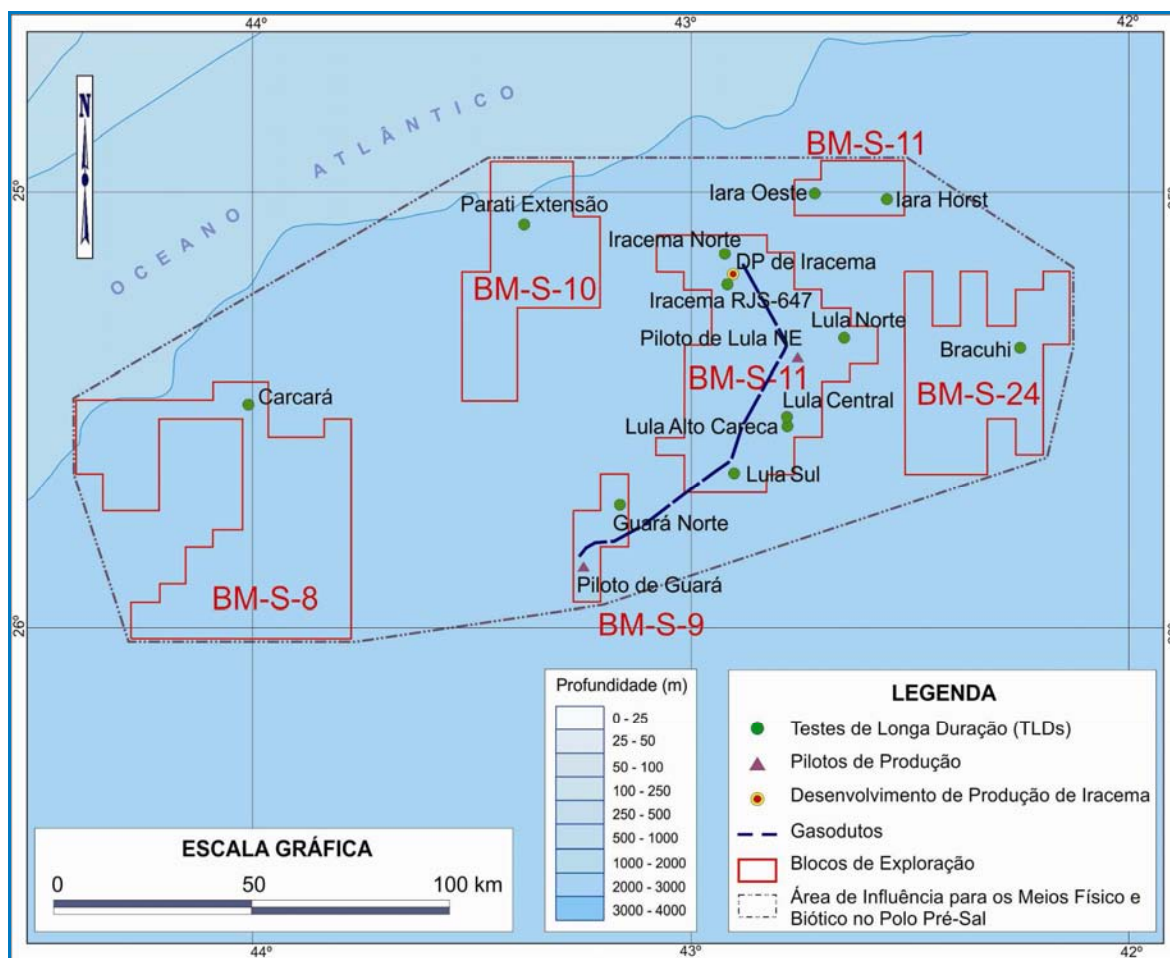 44º
43º
42º
N
OCEANO ATLÂNTICO
BM-S-11
25º
Iara Oeste
Iara Horst
Parati Extensão
Iracema Norte
DP de Iracema
BM-S-10
Iracema RJS-647
Lula Norte
Piloto de Lula NE
Bracuhi
BM-S-11
BM-S-24
Carcará
Lula Central
Lula Alto Careca
Lula Sul
Guará Norte
Piloto de Guará
BM-S-8
BM-S-9
26º
Profundidade (m)
0 - 25
25 - 50
50 - 100
100 - 250
250 - 500
500 - 1000
1000 - 2000
2000 - 3000
3000 - 4000
LEGENDA
Testes de Longa Duração (TLDs)
Pilotos de Produção
Desenvolvimento de Produção de Iracema
Gasodutos
Blocos de Exploração
Área de Influência para os Meios Físico e
Biótico no Polo Pré-Sal
ESCALA GRÁFICA
0 50 100 km
44º
43º
42º